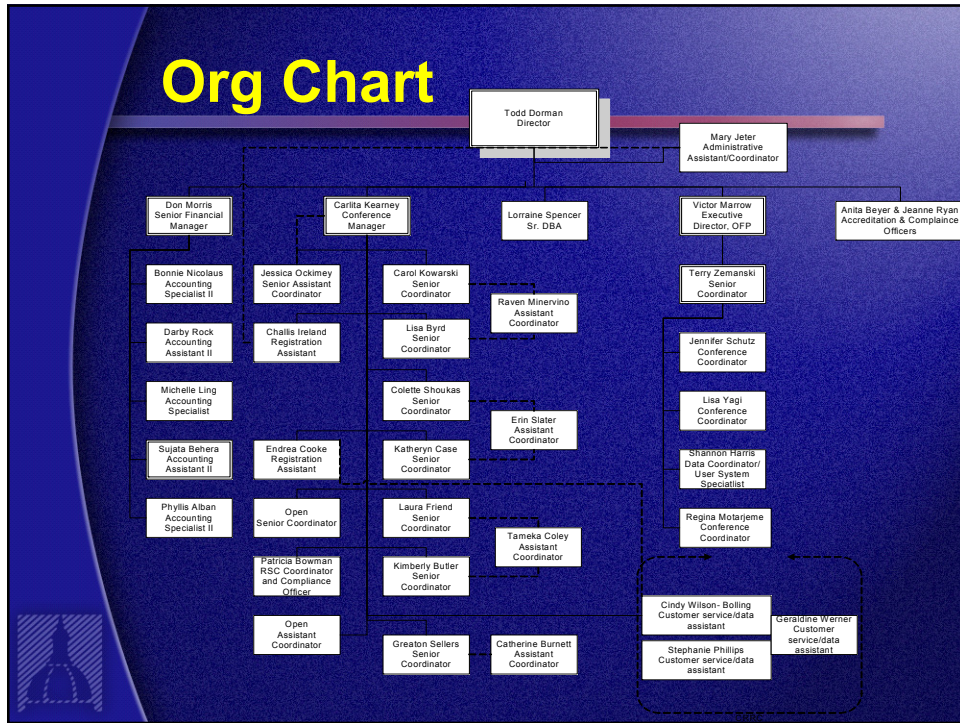 Org Chart
Todd Dorman
Director
Mary Jeter
Administrative
Assistant/Coordinator
Don Morris
Senior Financial
Manager
Carlita Kearney
Conference
Manager
Lorraine Spencer
Sr. DBA
Victor Marrow
Executive
Director, OFP
Anita Beyer & Jeanne Ryan
Accreditation & Complaince
Officers
Bonnie Nicolaus
Accounting
Specialist II
Jessica Ockimey
Senior Assistant
Coordinator
Carol Kowarski
Senior
Coordinator
Terry Zemanski
Senior
Coordinator
Raven Minervino
Assistant
Coordinator
Darby Rock
Accounting
Assistant II
Challis Ireland
Registration
Assistant
Lisa Byrd
Senior
Coordinator
Jennifer Schutz
Conference
Coordinator
Michelle Ling
Accounting
Specialist
Colette Shoukas
Senior
Coordinator
Erin Slater
Assistant
Coordinator
Lisa Yagi
Conference
Coordinator
Sujata Behera
Accounting
Assistant II
Endrea Cooke
Registration
Assistant
Katheryn Case
Senior
Coordinator
Shannon Harris
Data Coordinator/
User System
Speciatlist
Phyllis Alban
Accounting
Specialist II
Open
Senior Coordinator
Laura Friend
Senior
Coordinator
Tameka Coley
Assistant
Coordinator
Regina Motarjeme
Conference
Coordinator
Patricia Bowman
RSC Coordinator
and Compliance
Officer
Kimberly Butler
Senior
Coordinator
Open
Assistant
Coordinator
Greaton Sellers
Senior
Coordinator
Catherine Burnett
Assistant
Coordinator
Cindy Wilson- Bolling
Customer service/data
assistant
Geraldine Werner
Customer
service/data
assistant
Stephanie Phillips
Customer service/data
assistant